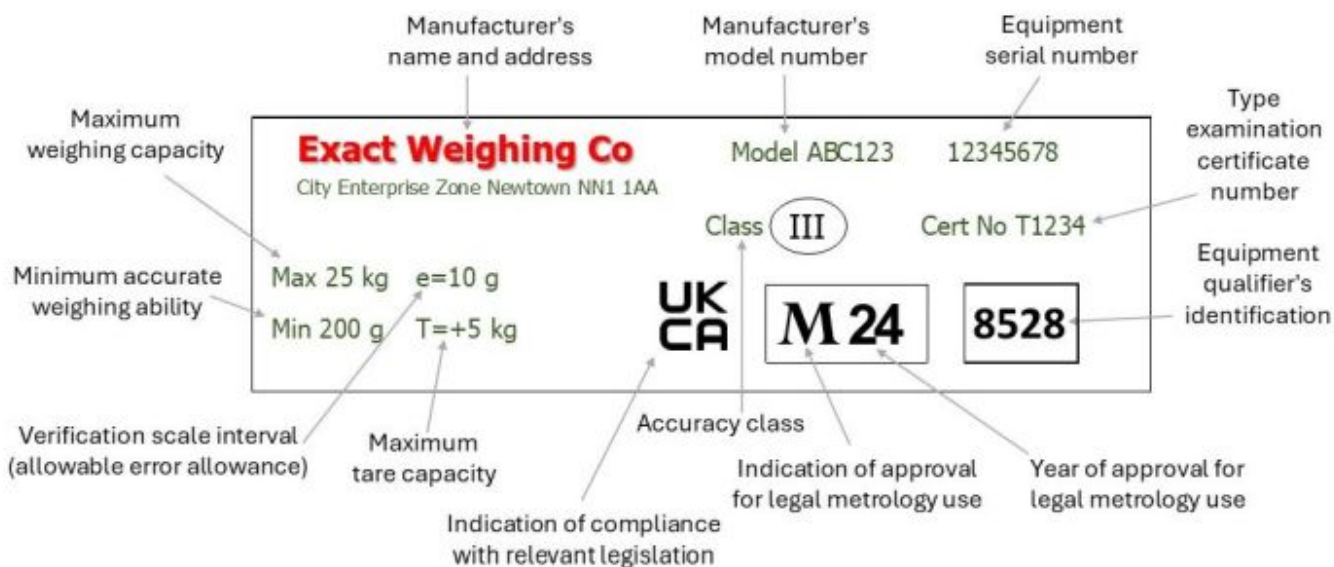 Manufacturer's
name and address
Manufacturer's
model number
Equipment
serial number
Maximum
weighing capacity
Type
examination
certificate
number
Exact Weighing Co
Model ABC123
12345678
City Enterprise Zone Newtown NN1 1AA
Class III
Cert No T1234
Minimum accurate
weighing ability
Max 25 kg e=10 g
Min 200 g T=+5 kg
UK
CA
M 24
8528
Equipment
qualifier's
identification
Verification scale interval
(allowable error allowance)
Maximum
tare capacity
Accuracy class
Indication of approval
for legal metrology use
Year of approval for
legal metrology use
Indication of compliance
with relevant legislation